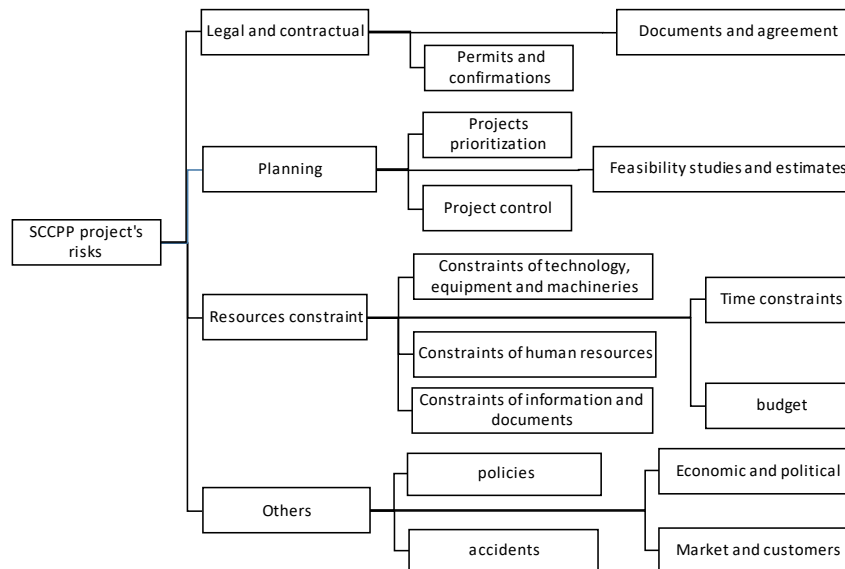 Legal and contractual
Documents and agreement
Permits and
confirmations
Projects
prioritization
Planning
Feasibility studies and estimates
Project control
SCCPP project's
risks
Constraints of technology,
equipment and machineries
Time constraints
Resources constraint
Constraints of human resources
Constraints of information and
documents
budget
policies
Economic and political
Others
accidents
Market and customers